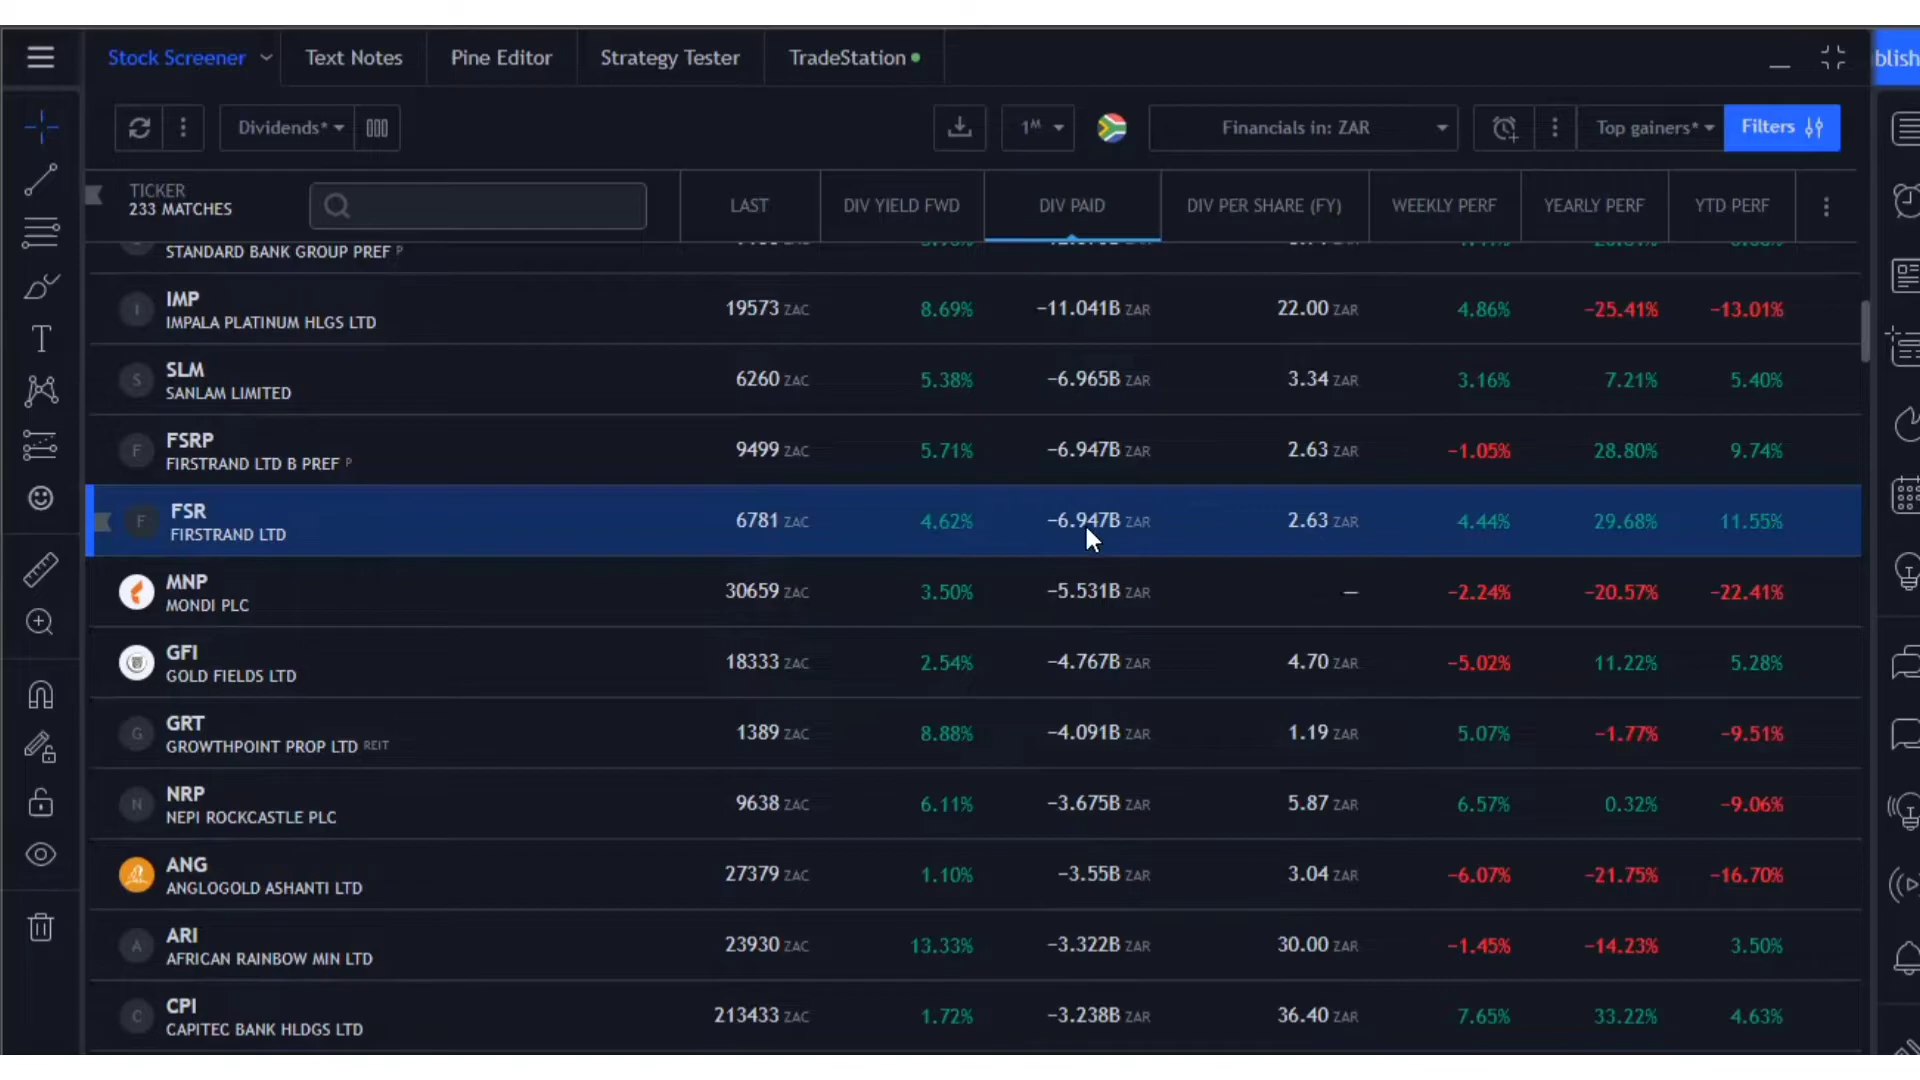 Stock Screener
Text Notes
Pine Editor
Strategy Tester
TradeStation
blish
Dividends*
1M
Financials in: ZAR
Top gainers*
Filters
TICKER
233 MATCHES
LAST
DIV YIELD FWD
DIV PAID
DIV PER SHARE (FY)
WEEKLY PERF
YEARLY PERF
YTD PERF
STANDARD BANK GROUP PREF P
IMP
IMPALA PLATINUM HLGS LTD
19573 ZAC 8.69% −11.041B ZAR 22.00 ZAR 4.86% −25.41% −13.01%
SLM
SANLAM LIMITED
6260 ZAC 5.38% −6.965B ZAR 3.34 ZAR 3.16% 7.21% 5.40%
FSRP
FIRSTRAND LTD B PREF P
9499 ZAC 5.71% −6.947B ZAR 2.63 ZAR −1.05% 28.80% 9.74%
FSR
FIRSTRAND LTD
6781 ZAC 4.62% −6.947B ZAR 2.63 ZAR 4.44% 29.68% 11.55%
MNP
MONDI PLC
30659 ZAC 3.50% −5.531B ZAR — −2.24% −20.57% −22.41%
GFI
GOLD FIELDS LTD
18333 ZAC 2.54% −4.767B ZAR 4.70 ZAR −5.02% 11.22% 5.28%
GRT
GROWTHPOINT PROP LTD REIT
1389 ZAC 8.88% −4.091B ZAR 1.19 ZAR 5.07% −1.77% −9.51%
NRP
NEPI ROCKCASTLE PLC
9638 ZAC 6.11% −3.675B ZAR 5.87 ZAR 6.57% 0.32% −9.06%
ANG
ANGLOGOLD ASHANTI LTD
27379 ZAC 1.10% −3.55B ZAR 3.04 ZAR −6.07% −21.75% −16.70%
ARI
AFRICAN RAINBOW MIN LTD
23930 ZAC 13.33% −3.322B ZAR 30.00 ZAR −1.45% −14.23% 3.50%
CPI
CAPITEC BANK HLDGS LTD
213433 ZAC 1.72% −3.238B ZAR 36.40 ZAR 7.65% 33.22% 4.63%